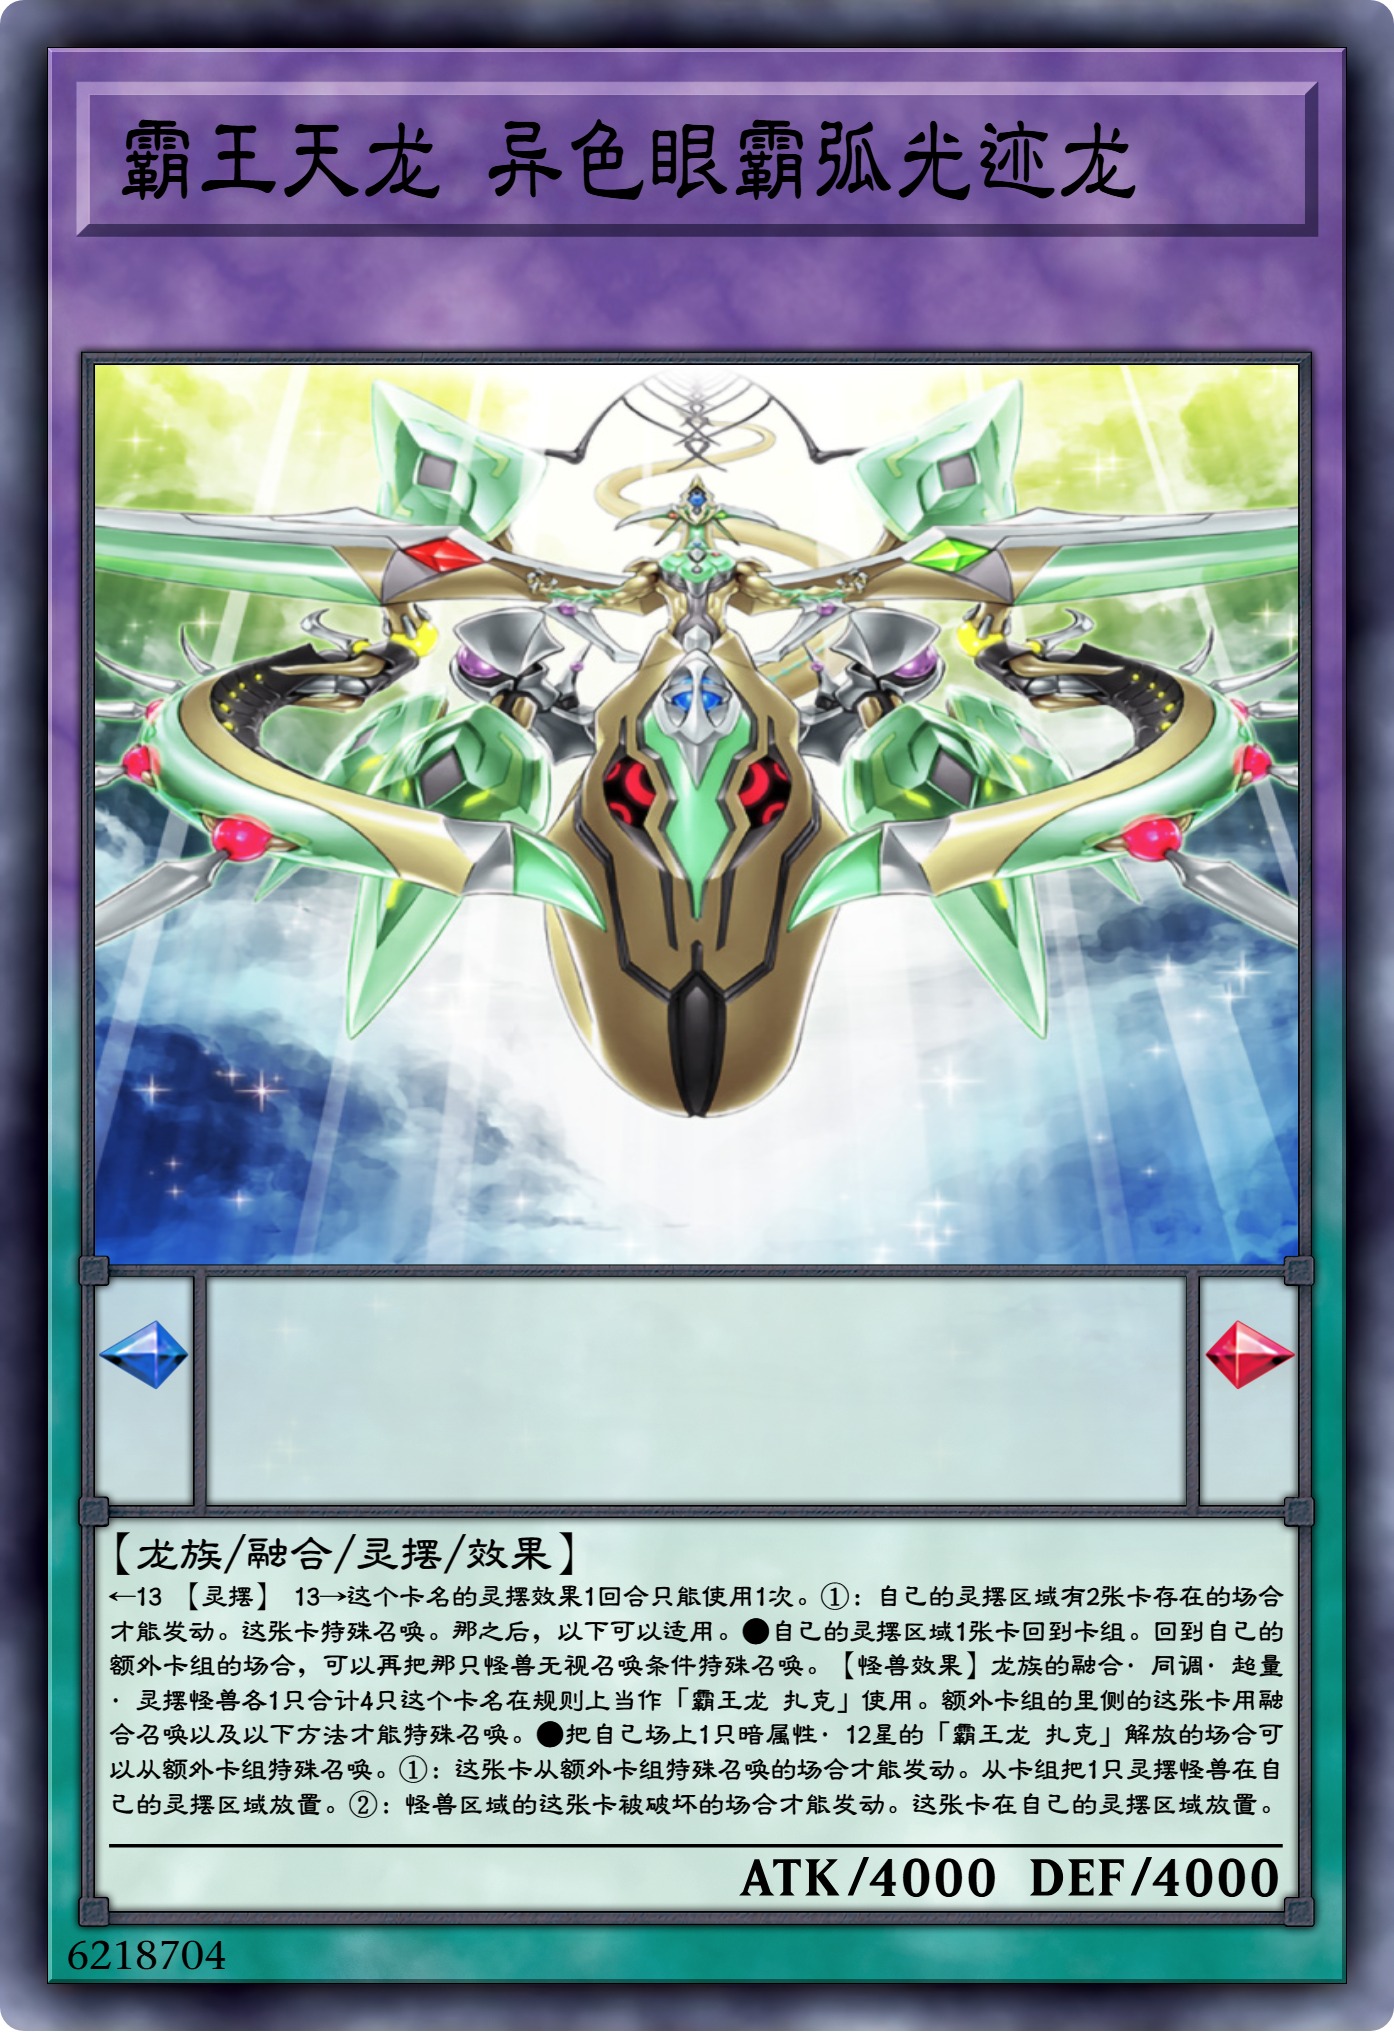 霸王天龙 异色眼霸弧光迹龙
【龙族/融合/灵摆/效果】
←13 【灵摆】 13→这个卡名的灵摆效果1回合只能使用1次。①：自己的灵摆区域有2张卡存在的场合
才能发动。这张卡特殊召唤。那之后，以下可以适用。●自己的灵摆区域1张卡回到卡组。回到自己的
额外卡组的场合，可以再把那只怪兽无视召唤条件特殊召唤。【怪兽效果】龙族的融合·同调·超量
·灵摆怪兽各1只合计4只这个卡名在规则上当作「霸王龙 扎克」使用。额外卡组的里侧的这张卡用融
合召唤以及以下方法才能特殊召唤。●把自己场上1只暗属性·12星的「霸王龙 扎克」解放的场合可
以从额外卡组特殊召唤。①：这张卡从额外卡组特殊召唤的场合才能发动。从卡组把1只灵摆怪兽在自
己的灵摆区域放置。②：怪兽区域的这张卡被破坏的场合才能发动。这张卡在自己的灵摆区域放置。
ATK/4000 DEF/4000
6218704